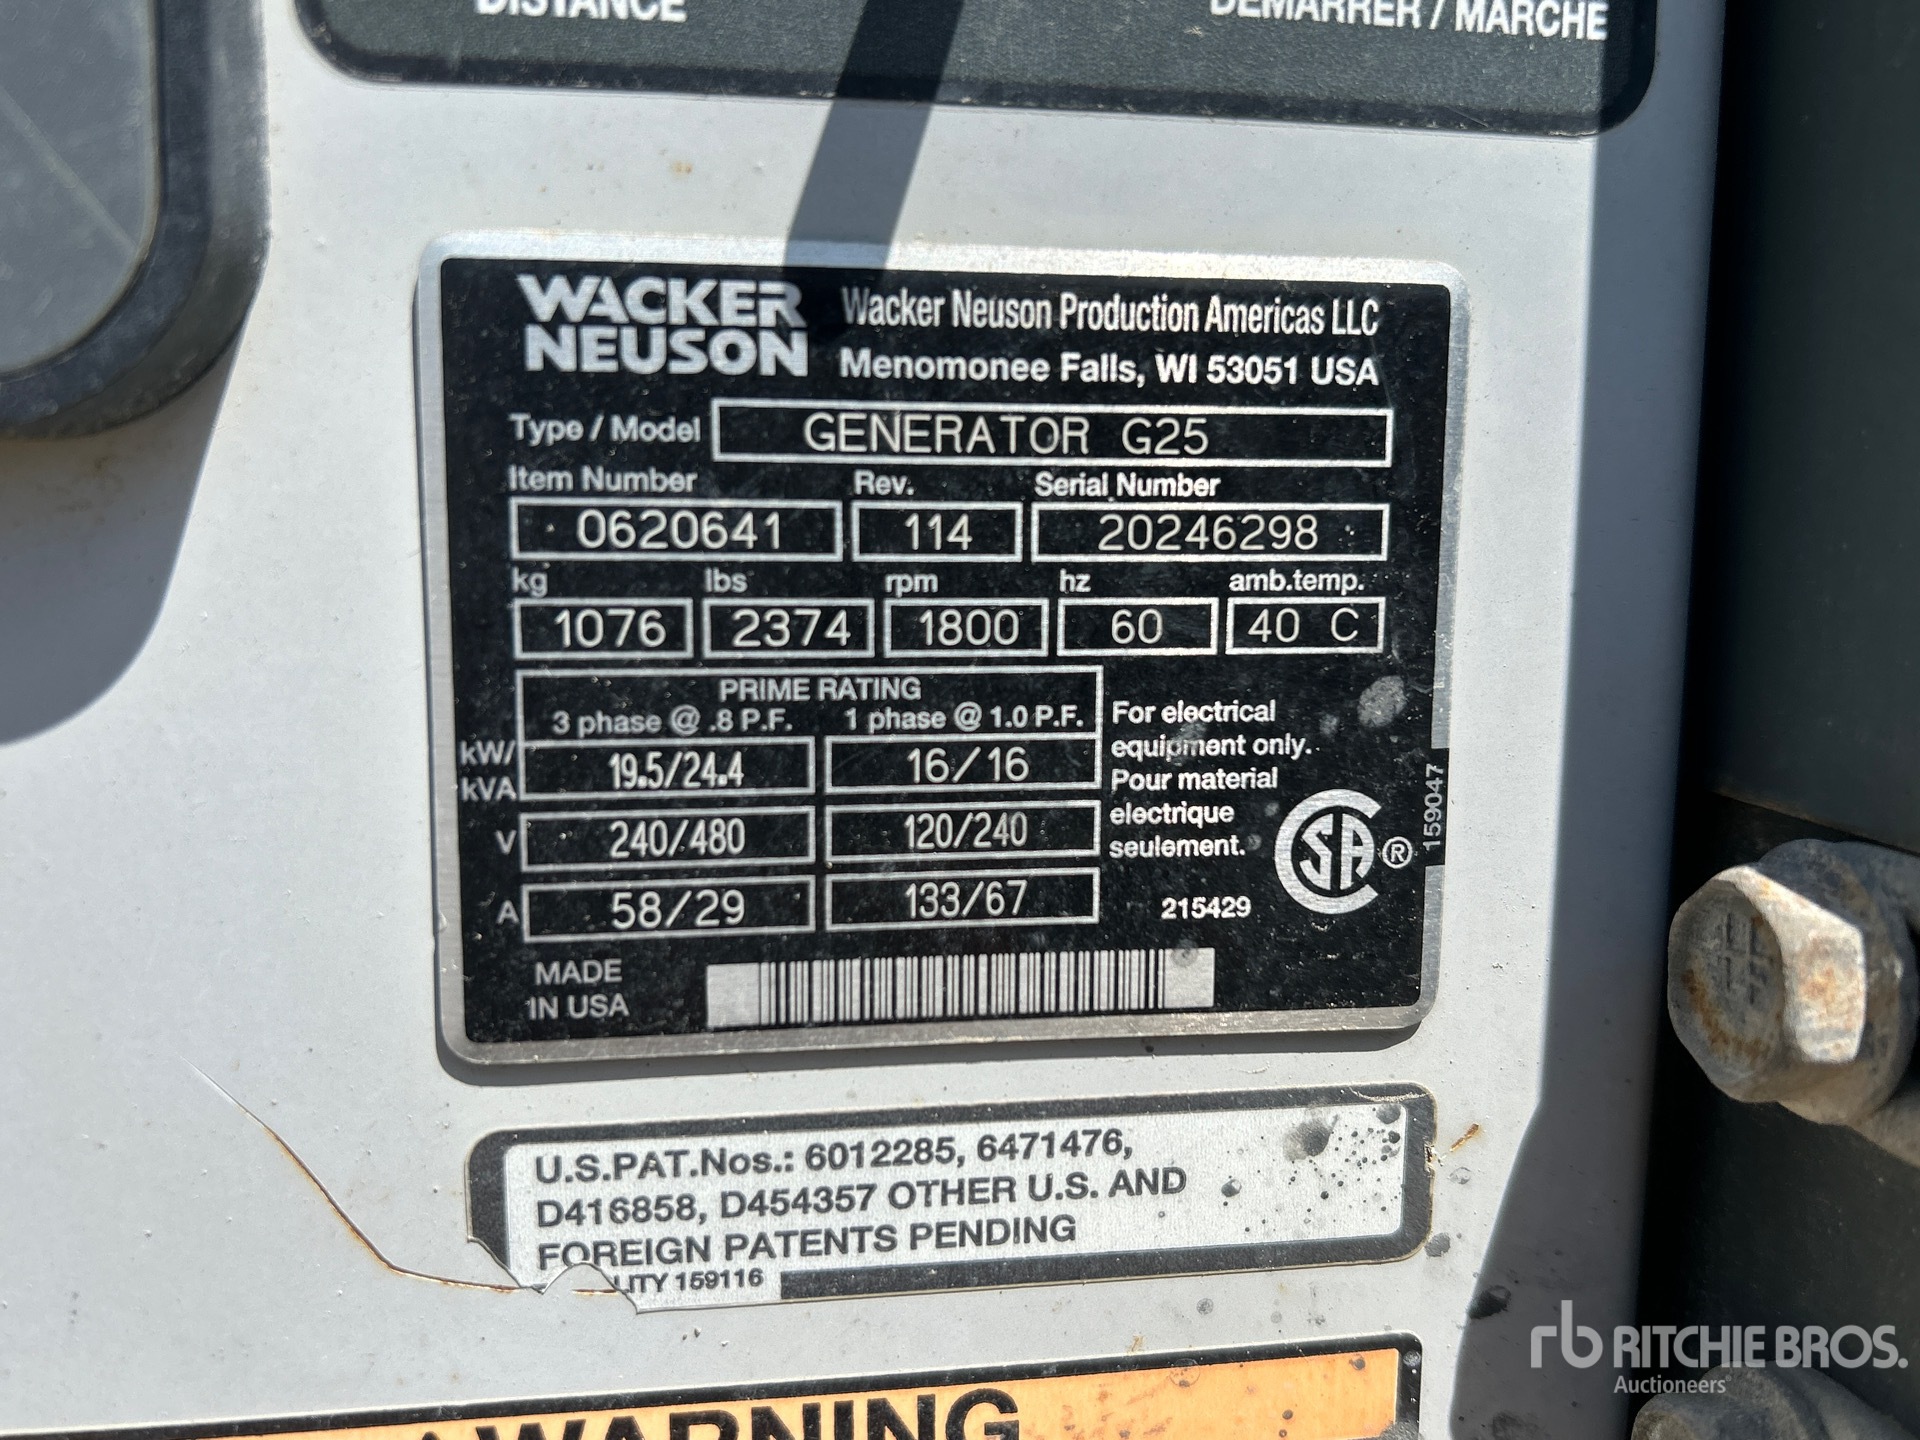 DISTANCE
DEMARRER / MARCHE
WACKER
NEUSON
Wacker Neuson Production Americas LLC
Menomonee Falls, WI 53051 USA
Type / Model GENERATOR G25
Item Number Rev. Serial Number
0620641 114 20246298
kg lbs rpm hz amb.temp.
1076 2374 1800 60 40 C
PRIME RATING
3 phase @ .8 P.F. 1 phase @ 1.0 P.F.
kW/
kVA
19.5/24.4 16/16
V 240/480 120/240
A 58/29 133/67
For electrical
equipment only.
Pour material
electrique
seulement.
CSA ®
159047
215429
MADE
IN USA
U.S.PAT.Nos.: 6012285, 6471476,
D416858, D454357 OTHER U.S. AND
FOREIGN PATENTS PENDING
159116
WARNING
rb RITCHIE BROS.
Auctioneers